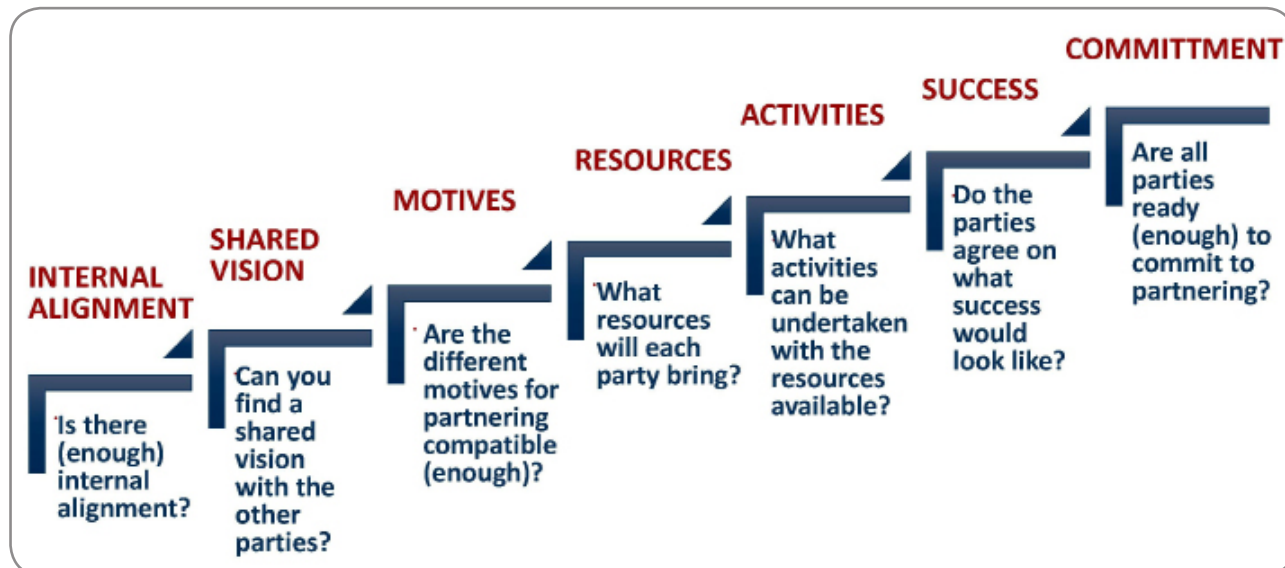 INTERNAL
ALIGNMENT
Is there
(enough)
internal
alignment?
SHARED
VISION
Can you
find a
shared
vision
with the
other
parties?
MOTIVES
Are the
different
motives for
partnering
compatible
(enough)?
RESOURCES
What
resources
will each
party bring?
ACTIVITIES
What
activities
can be
undertaken
with the
resources
available?
SUCCESS
Do the
parties
agree on
what
success
would
look like?
COMMITTMENT
Are all
parties
ready
(enough) to
commit to
partnering?